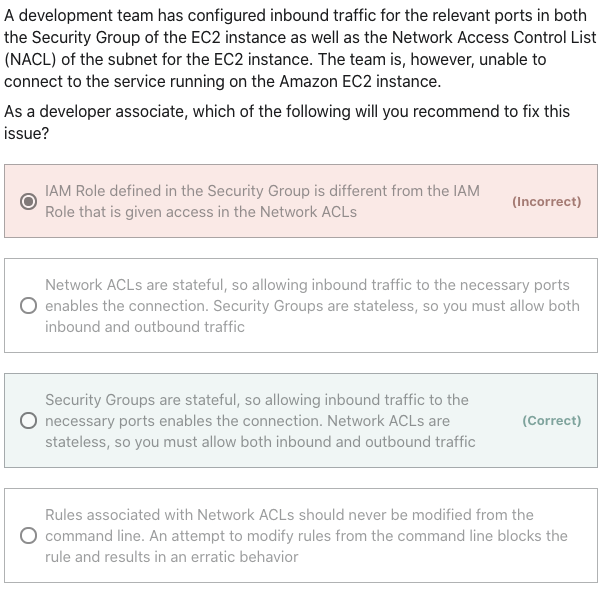 A development team has configured inbound traffic for the relevant ports in both
the Security Group of the EC2 instance as well as the Network Access Control List
(NACL) of the subnet for the EC2 instance. The team is, however, unable to
connect to the service running on the Amazon EC2 instance.
As a developer associate, which of the following will you recommend to fix this
issue?
IAM Role defined in the Security Group is different from the IAM
Role that is given access in the Network ACLs
(Incorrect)
Network ACLs are stateful, so allowing inbound traffic to the necessary ports
enables the connection. Security Groups are stateless, so you must allow both
inbound and outbound traffic
Security Groups are stateful, so allowing inbound traffic to the
necessary ports enables the connection. Network ACLs are
stateless, so you must allow both inbound and outbound traffic
(Correct)
Rules associated with Network ACLs should never be modified from the
command line. An attempt to modify rules from the command line blocks the
rule and results in an erratic behavior